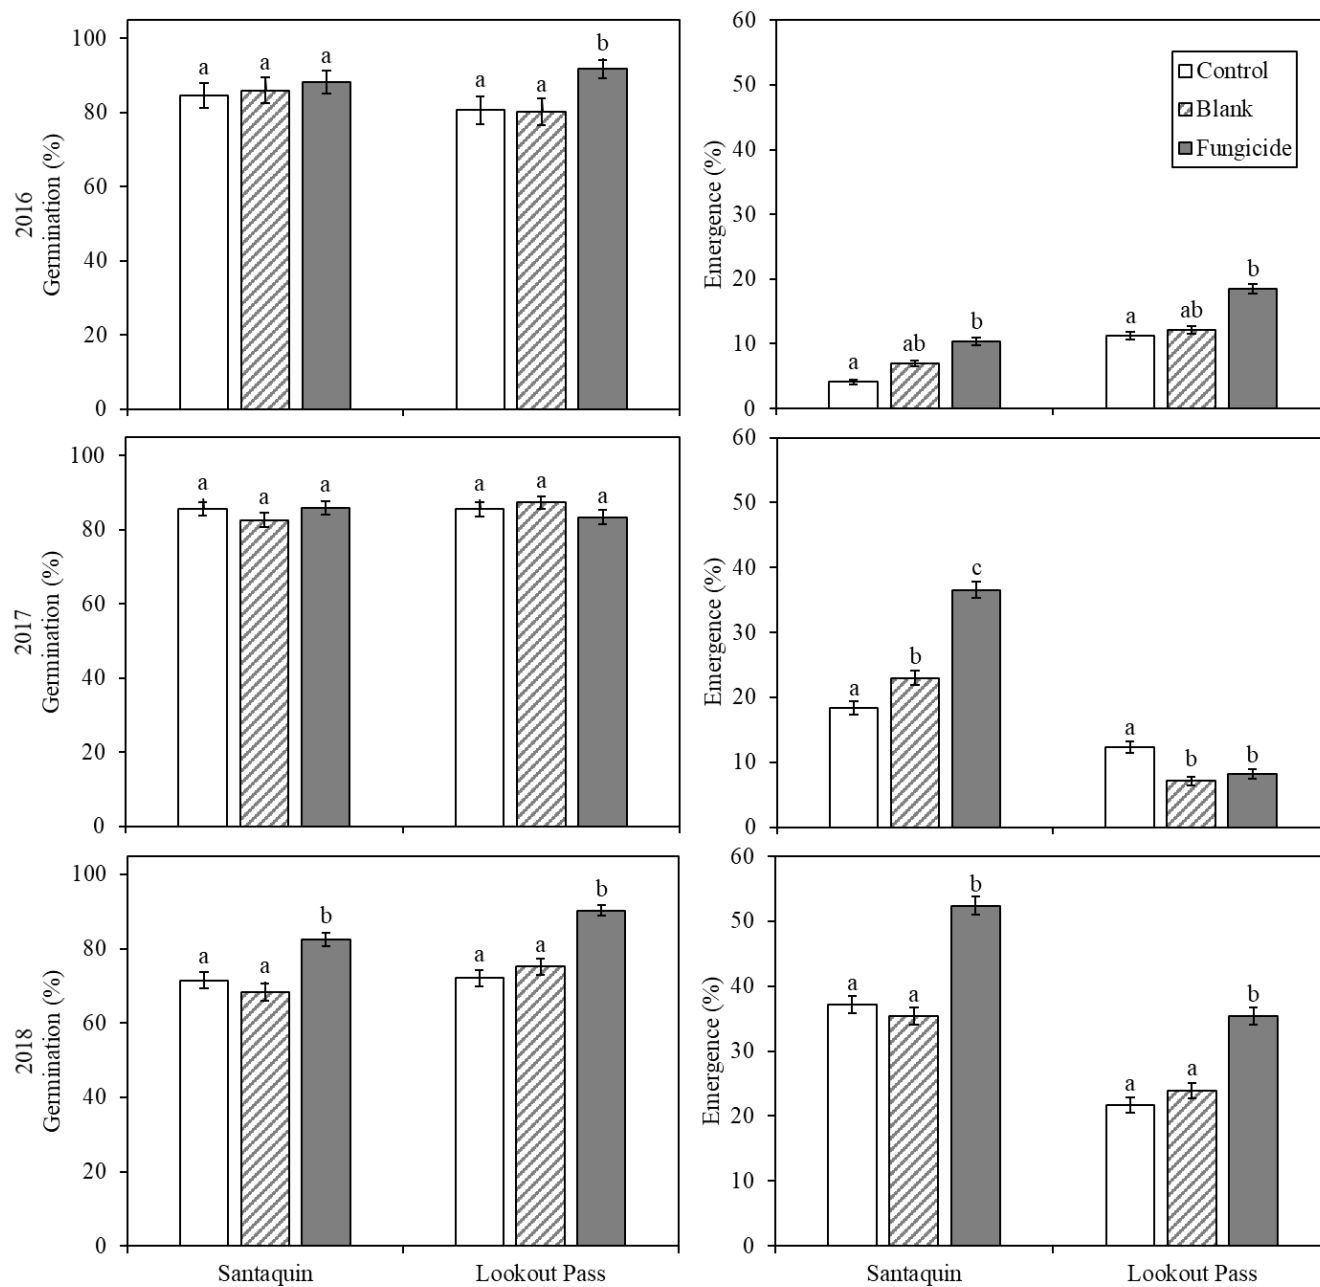 2016
Germination (%)
100
80
60
40
20
0
a
a
a
a
a
b
Emergence (%)
60
50
40
30
20
10
0
a
ab
b
a
ab
b
Control
Blank
Fungicide
2017
Germination (%)
100
80
60
40
20
0
a
a
a
a
a
a
Emergence (%)
60
50
40
30
20
10
0
a
b
c
a
b
b
2018
Germination (%)
100
80
60
40
20
0
a
a
b
a
a
b
Santaquin
Lookout Pass
Emergence (%)
60
50
40
30
20
10
0
a
a
b
a
a
b
Santaquin
Lookout Pass